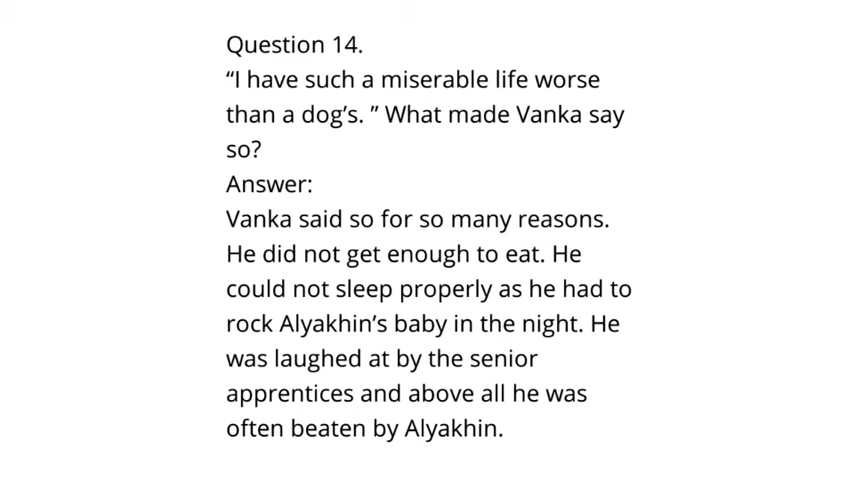 Question 14.
“I have such a miserable life worse
than a dog’s. ” What made Vanka say
so?
Answer:
Vanka said so for so many reasons.
He did not get enough to eat. He
could not sleep properly as he had to
rock Alyakhin’s baby in the night. He
was laughed at by the senior
apprentices and above all he was
often beaten by Alyakhin.